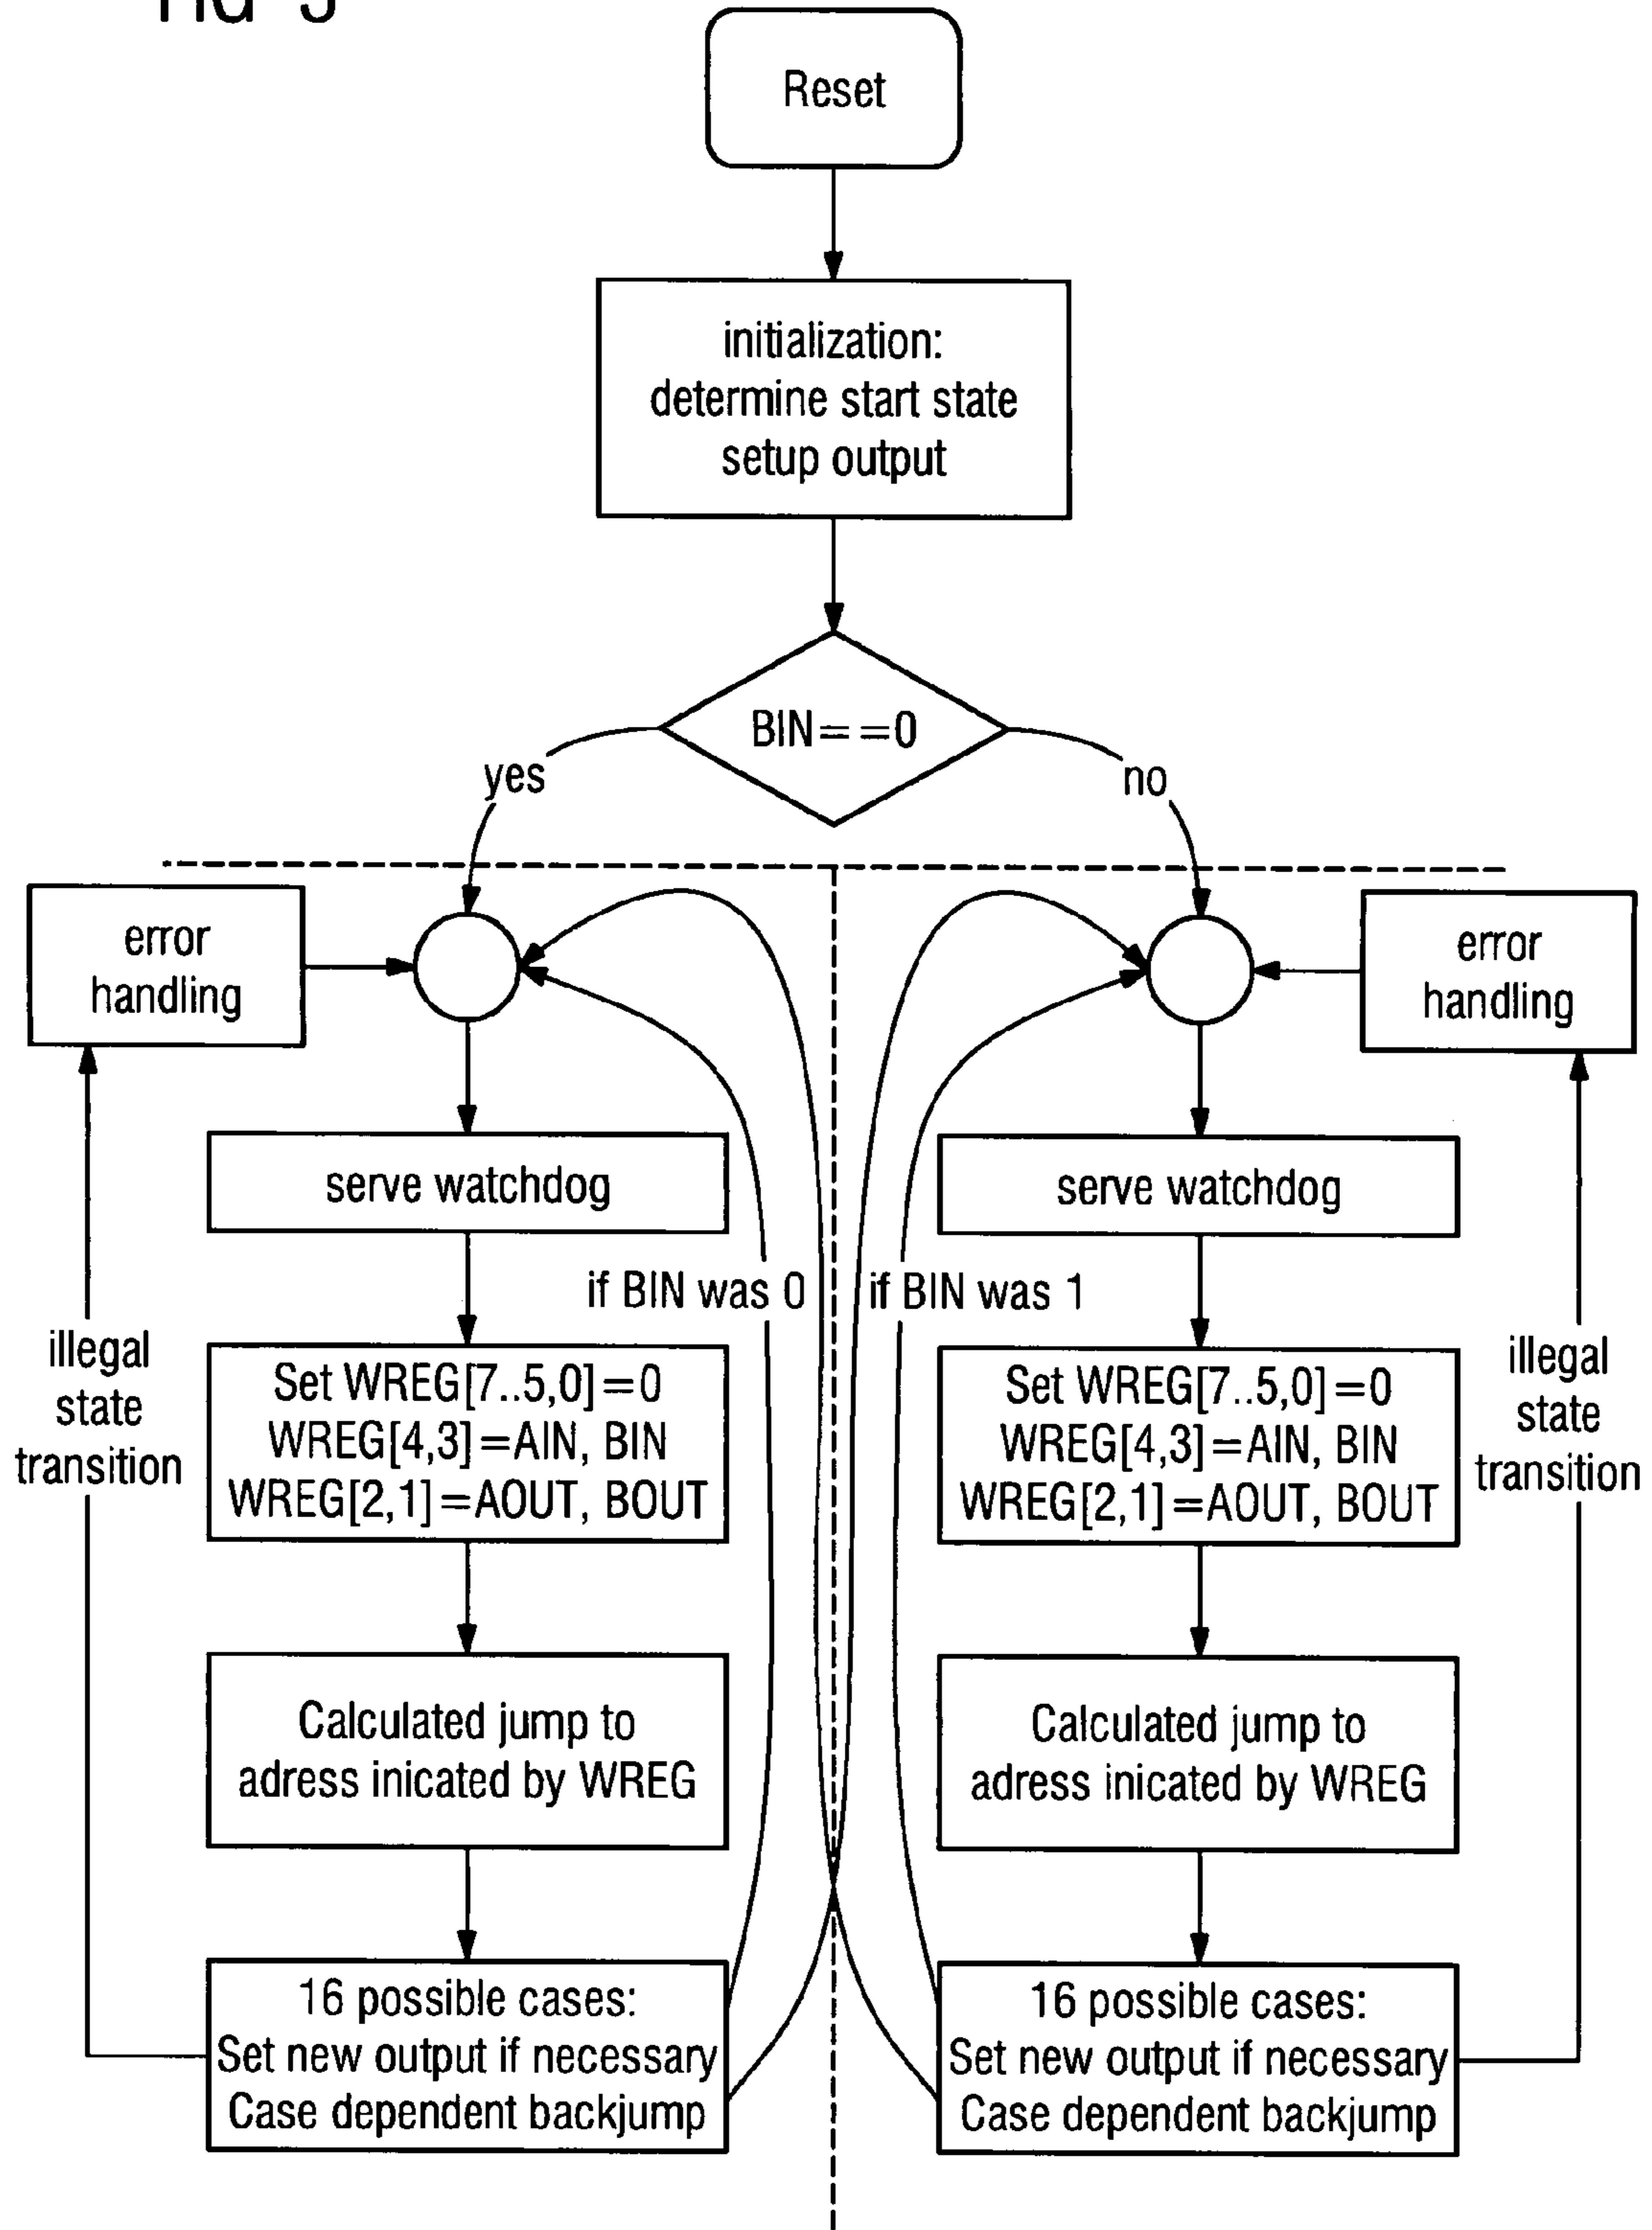 Reset
initialization:
determine start state
setup output
BIN==0
yes
no
error
handling
error
handling
serve watchdog
serve watchdog
if BIN was 0
if BIN was 1
illegal
state
transition
Set WREG[7..5,0]=0
WREG[4,3]=AIN, BIN
WREG[2,1]=AOUT, BOUT
Set WREG[7..5,0]=0
WREG[4,3]=AIN, BIN
WREG[2,1]=AOUT, BOUT
illegal
state
transition
Calculated jump to
adress inicated by WREG
Calculated jump to
adress inicated by WREG
16 possible cases:
Set new output if necessary
Case dependent backjump
16 possible cases:
Set new output if necessary
Case dependent backjump